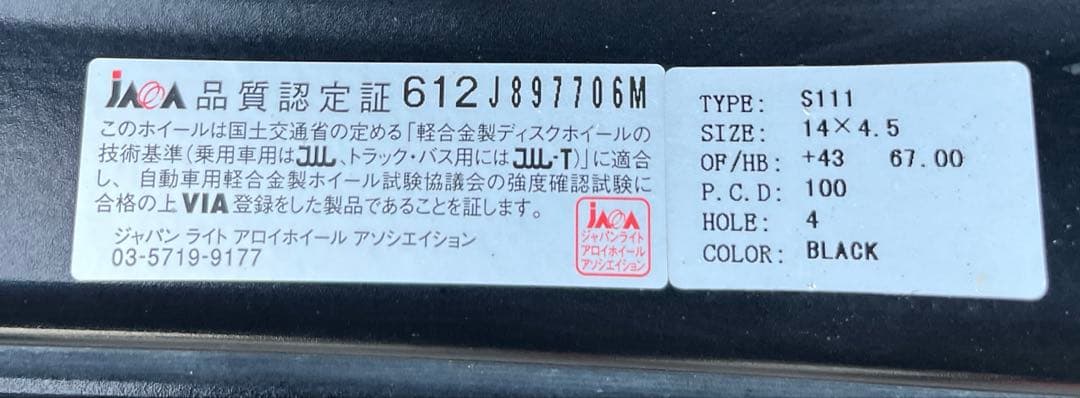 JAWA 品質認定証 612J897706M
このホイールは国土交通省の定める「軽合金製ディスクホイールの
技術基準(乗用車用はJWL、トラック・バス用にはJWL-T)」に適合
し、自動車用軽合金製ホイール試験協議会の強度確認試験に
合格の上VIA登録をした製品であることを証します。
ジャパン ライト アロイホイール アソシエイション
03-5719-9177
JAWA
ジャパンライト
アロイホイール
アソシエイション
TYPE: S111
SIZE: 14×4.5
OF/HB: +43 67.00
P.C.D: 100
HOLE: 4
COLOR: BLACK